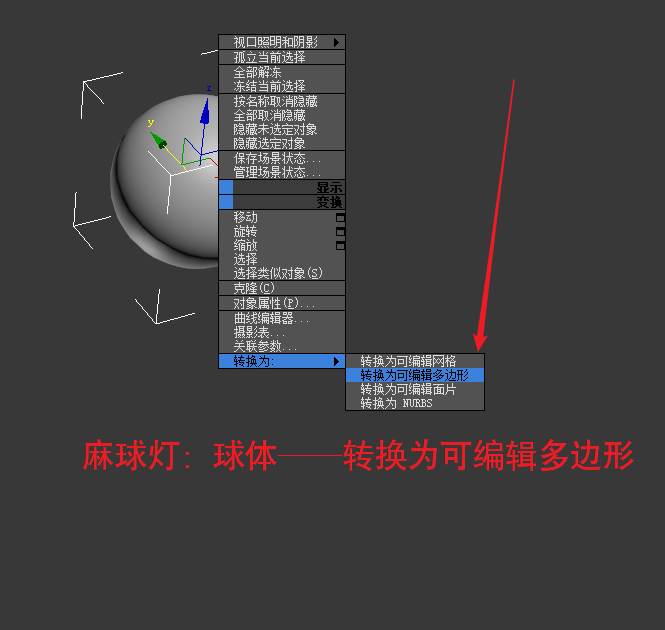 视口照明和阴影
孤立当前选择
全部解冻
冻结当前选择
按名称取消隐藏
全部取消隐藏
隐藏未选定对象
隐藏选定对象
保存场景状态...
管理场景状态...
显示
变换
移动
旋转
缩放
选择
选择类似对象(S)
克隆(C)
对象属性(P)...
曲线编辑器...
摄影表...
关联参数...
转换为:
转换为可编辑网格
转换为可编辑多边形
转换为可编辑面片
转换为 NURBS
z
y
麻球灯: 球体——转换为可编辑多边形